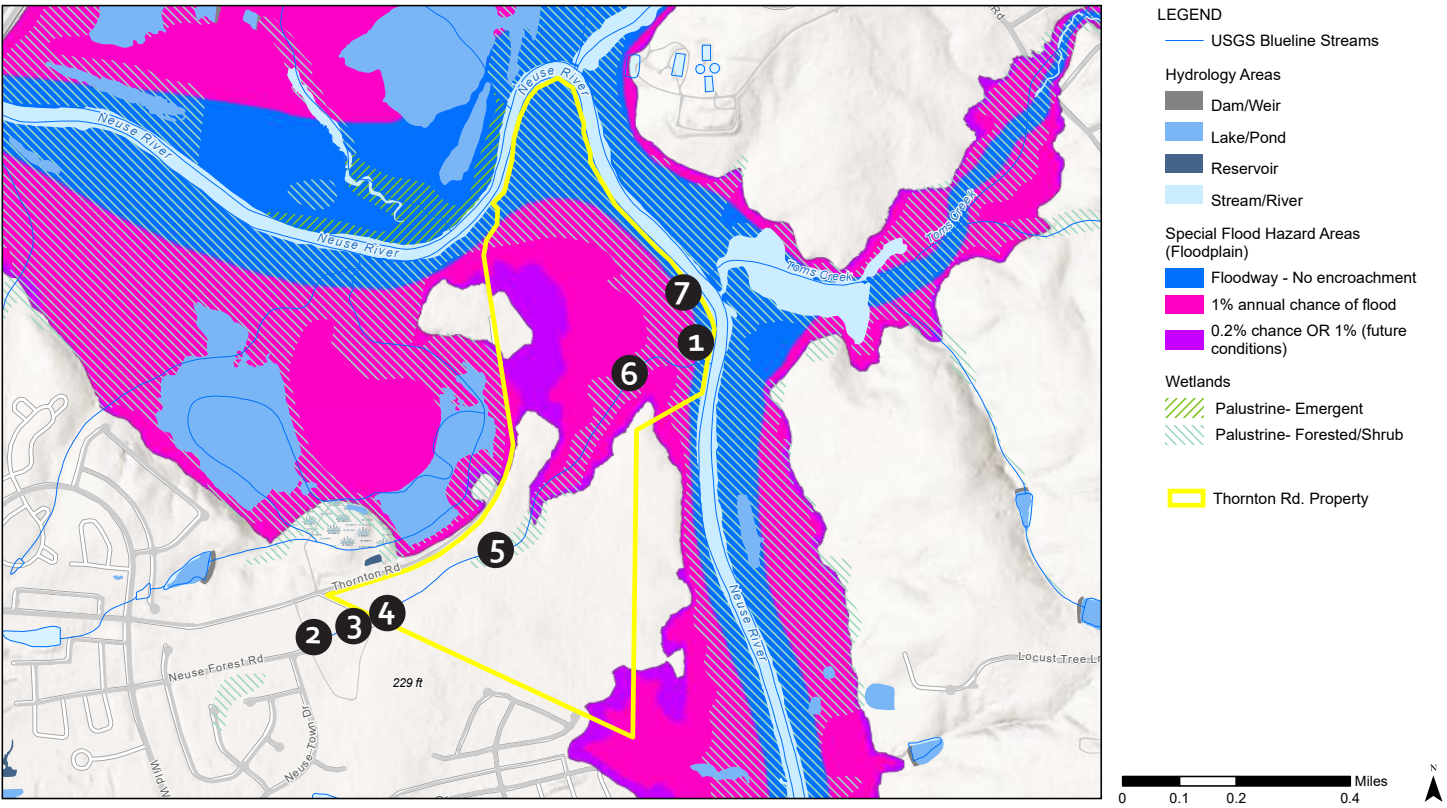 Neuse River
Rd
Neuse River
Toms Creek
Neuse River
Toms Creek
7
1
6
5
Thornton Rd
4
3
2
Neuse River
Neuse Forest Rd
Locust Tree Ln
229 ft
Neuse-Town Dr
Wild W
LEGEND
USGS Blueline Streams
Hydrology Areas
Dam/Weir
Lake/Pond
Reservoir
Stream/River
Special Flood Hazard Areas
(Floodplain)
Floodway - No encroachment
1% annual chance of flood
0.2% chance OR 1% (future
conditions)
Wetlands
Palustrine- Emergent
Palustrine- Forested/Shrub
Thornton Rd. Property
Miles
0 0.1 0.2 0.4
N